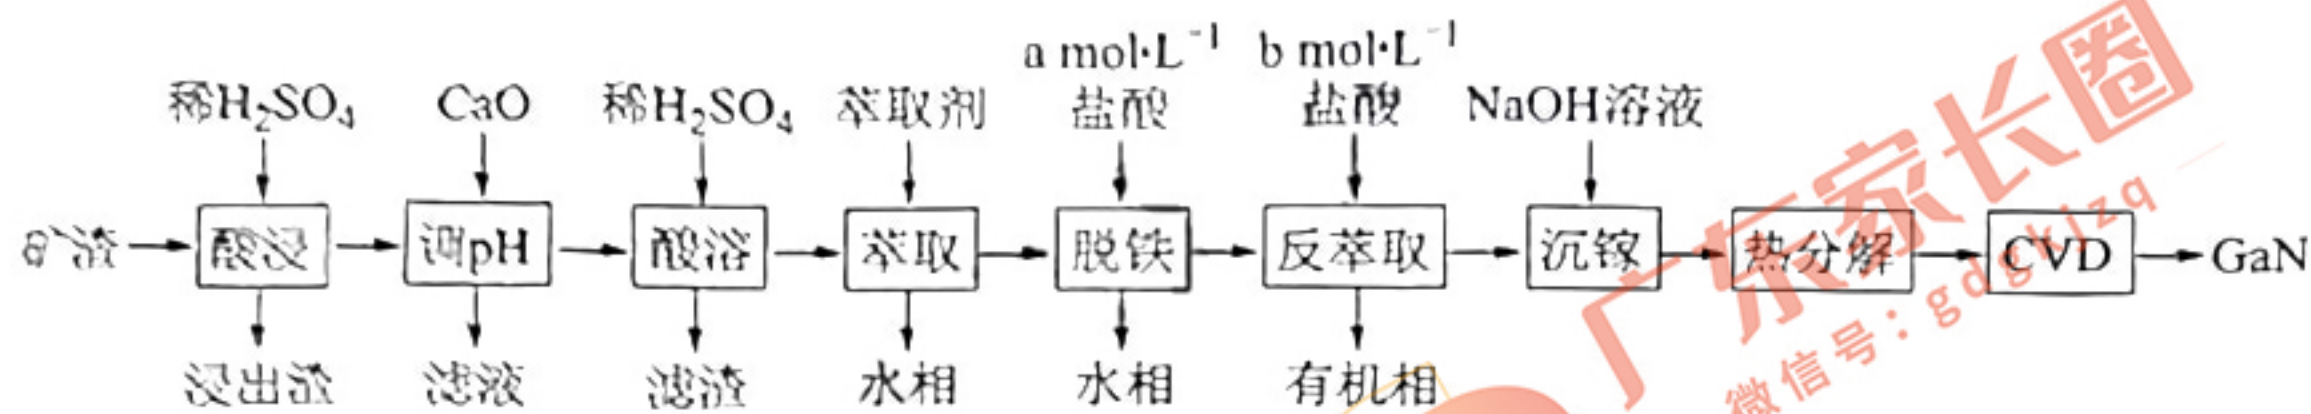 a mol·L⁻¹ b mol·L⁻¹
稀H₂SO₄ CaO 稀H₂SO₄ 萃取剂 盐酸 盐酸 NaOH溶液
矿渣 酸浸 调pH 酸溶 萃取 脱铁 反萃取 沉镓 热分解 CVD GaN
浸出渣 滤液 滤渣 水相 水相 有机相
广东家长圈
微信号：gdgkjzq